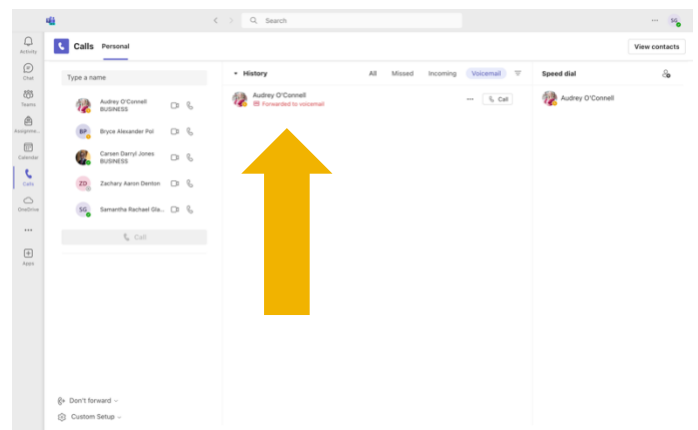 Search
SG
Activity
Chat
Teams
Assignme...
Calendar
Calls
OneDrive
Apps
Calls Personal
View contacts
Type a name
Audrey O'Connell
BUSINESS
BP Bryce Alexander Pol
Carsen Darryl Jones
BUSINESS
ZD Zachary Aaron Denton
SG Samantha Rachael Gla...
Call
Don't forward
Custom Setup
History All Missed Incoming Voicemail
Audrey O'Connell
Forwarded to voicemail
Call
Speed dial
Audrey O'Connell